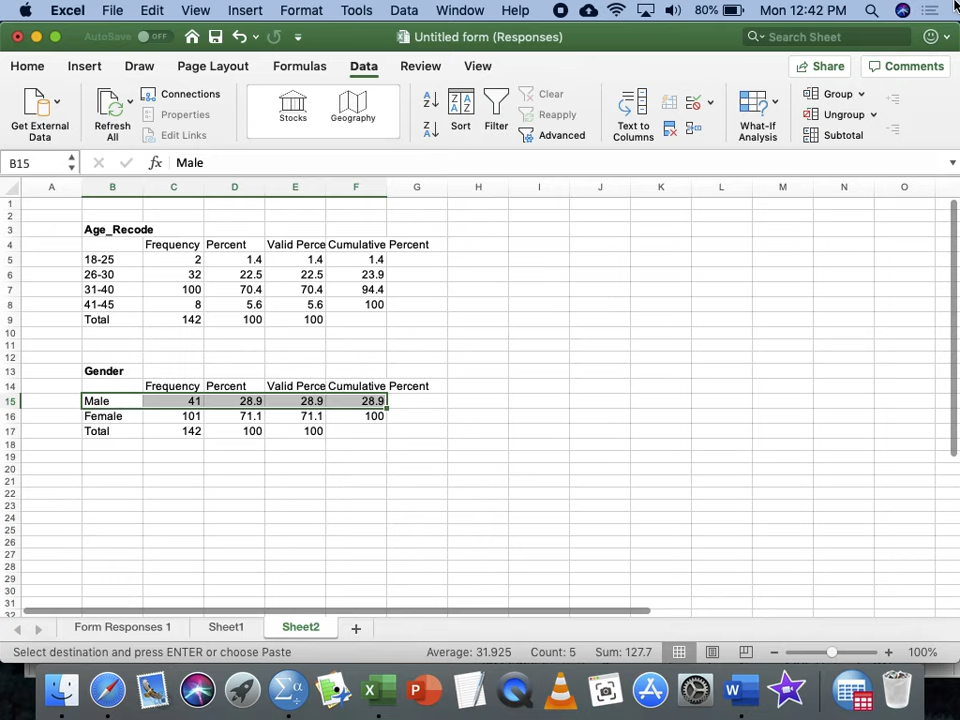 Excel File Edit View Insert Format Tools Data Window Help 80% Mon 12:42 PM
AutoSave OFF Untitled form (Responses) Search Sheet
Home Insert Draw Page Layout Formulas Data Review View Share Comments
Get External Data
Refresh All
Connections
Properties
Edit Links
Stocks Geography
Sort Filter
Clear
Reapply
Advanced
Text to Columns
What-If Analysis
Group
Ungroup
Subtotal
B15 fx Male
A B C D E F G H I J K L M N O
1
2
3 Age_Recode
4 Frequency Percent Valid Perce Cumulative Percent
5 18-25 2 1.4 1.4 1.4
6 26-30 32 22.5 22.5 23.9
7 31-40 100 70.4 70.4 94.4
8 41-45 8 5.6 5.6 100
9 Total 142 100 100
10
11
12
13 Gender
14 Frequency Percent Valid Perce Cumulative Percent
15 Male 41 28.9 28.9 28.9
16 Female 101 71.1 71.1 100
17 Total 142 100 100
18
19
20
21
22
23
24
25
26
27
28
29
30
31
32
Form Responses 1 Sheet1 Sheet2 +
Select destination and press ENTER or choose Paste Average: 31.925 Count: 5 Sum: 127.7 100%